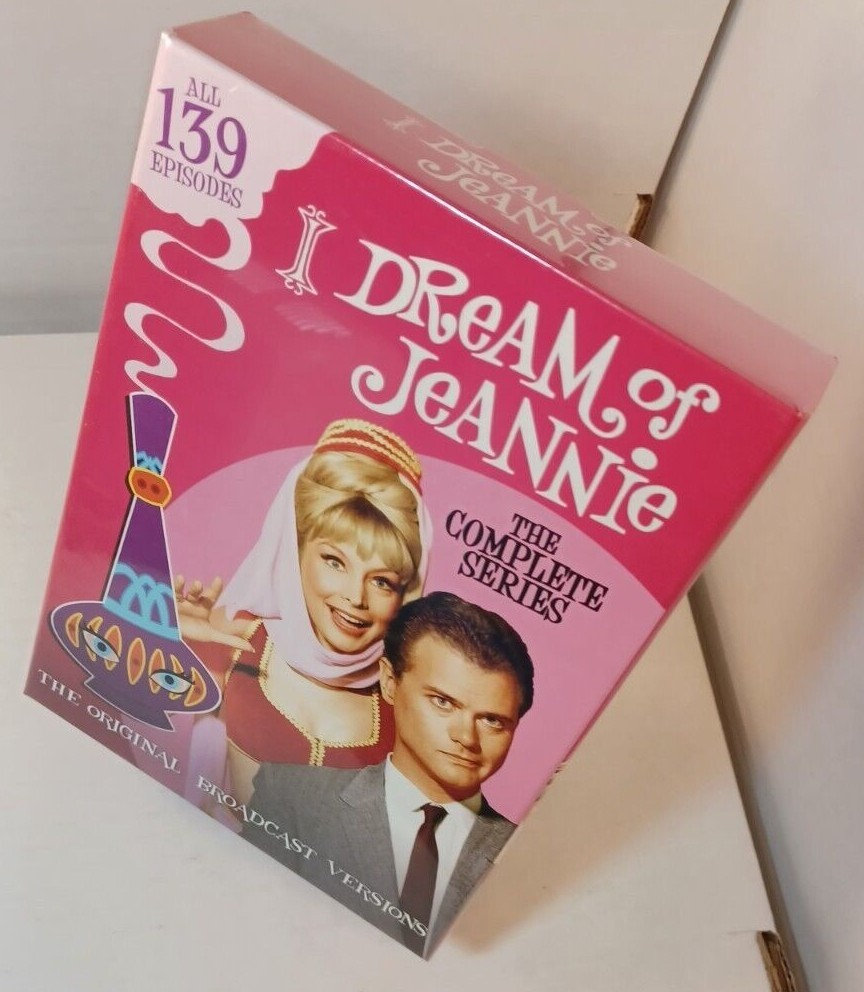 ALL
139
EPISODES
I DREAM of
JEANNIE
I DREAM of
JEANNIE
THE
COMPLETE
SERIES
THE ORIGINAL BROADCAST VERSIONS